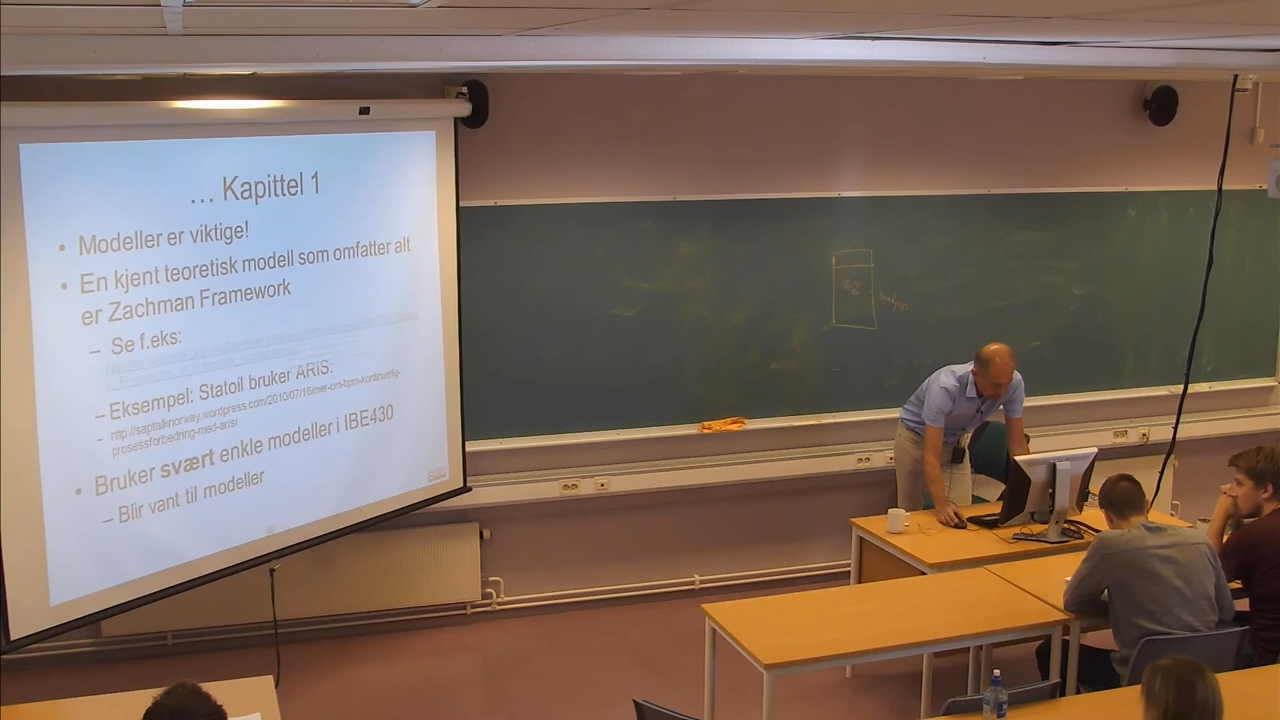 ... Kapittel 1
• Modeller er viktige!
• En kjent teoretisk modell som omfatter alt
er Zachman Framework
– Se f.eks:
– Eksempel: Statoil bruker ARIS:
– http://saptalknorway.wordpress.com/2010/07/16/mer-om-bpm-kontinuerlig-
prosessforbedring-med-aris/
• Bruker svært enkle modeller i IBE430
– Blir vant til modeller